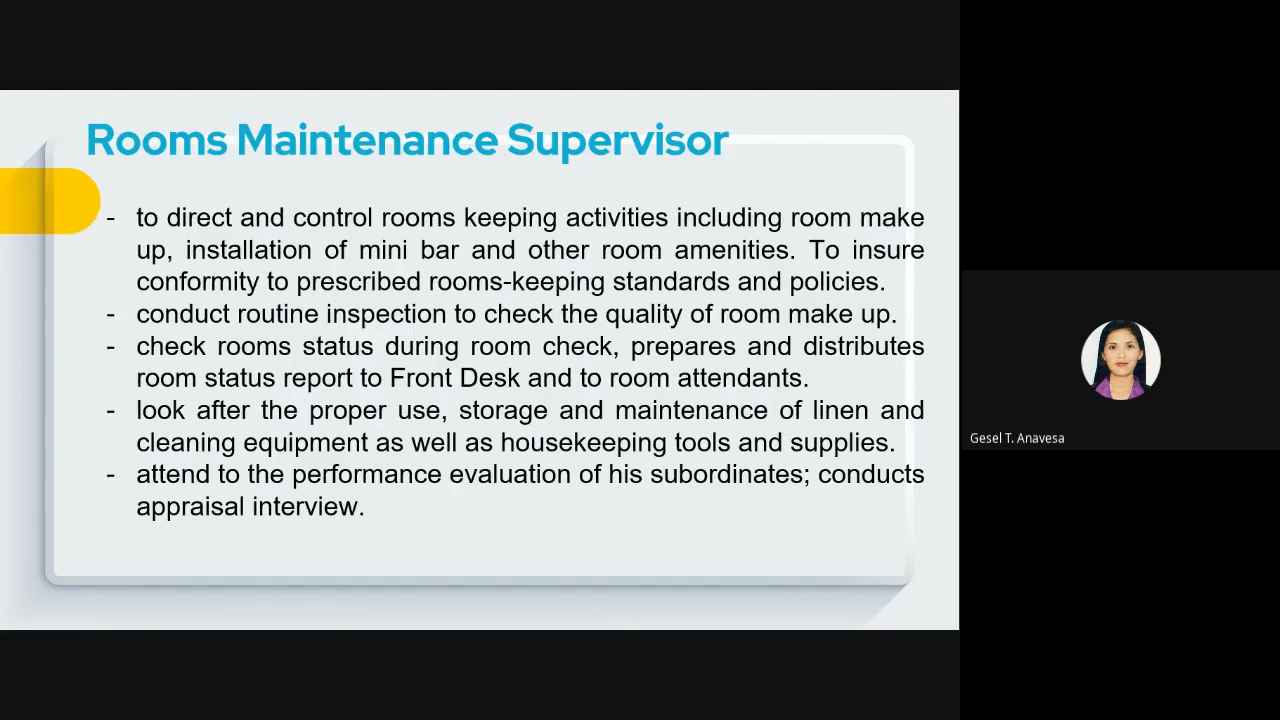 Rooms Maintenance Supervisor
- to direct and control rooms keeping activities including room make
up, installation of mini bar and other room amenities. To insure
conformity to prescribed rooms-keeping standards and policies.
- conduct routine inspection to check the quality of room make up.
- check rooms status during room check, prepares and distributes
room status report to Front Desk and to room attendants.
- look after the proper use, storage and maintenance of linen and
cleaning equipment as well as housekeeping tools and supplies.
- attend to the performance evaluation of his subordinates; conducts
appraisal interview.
Gesel T. Anavesa